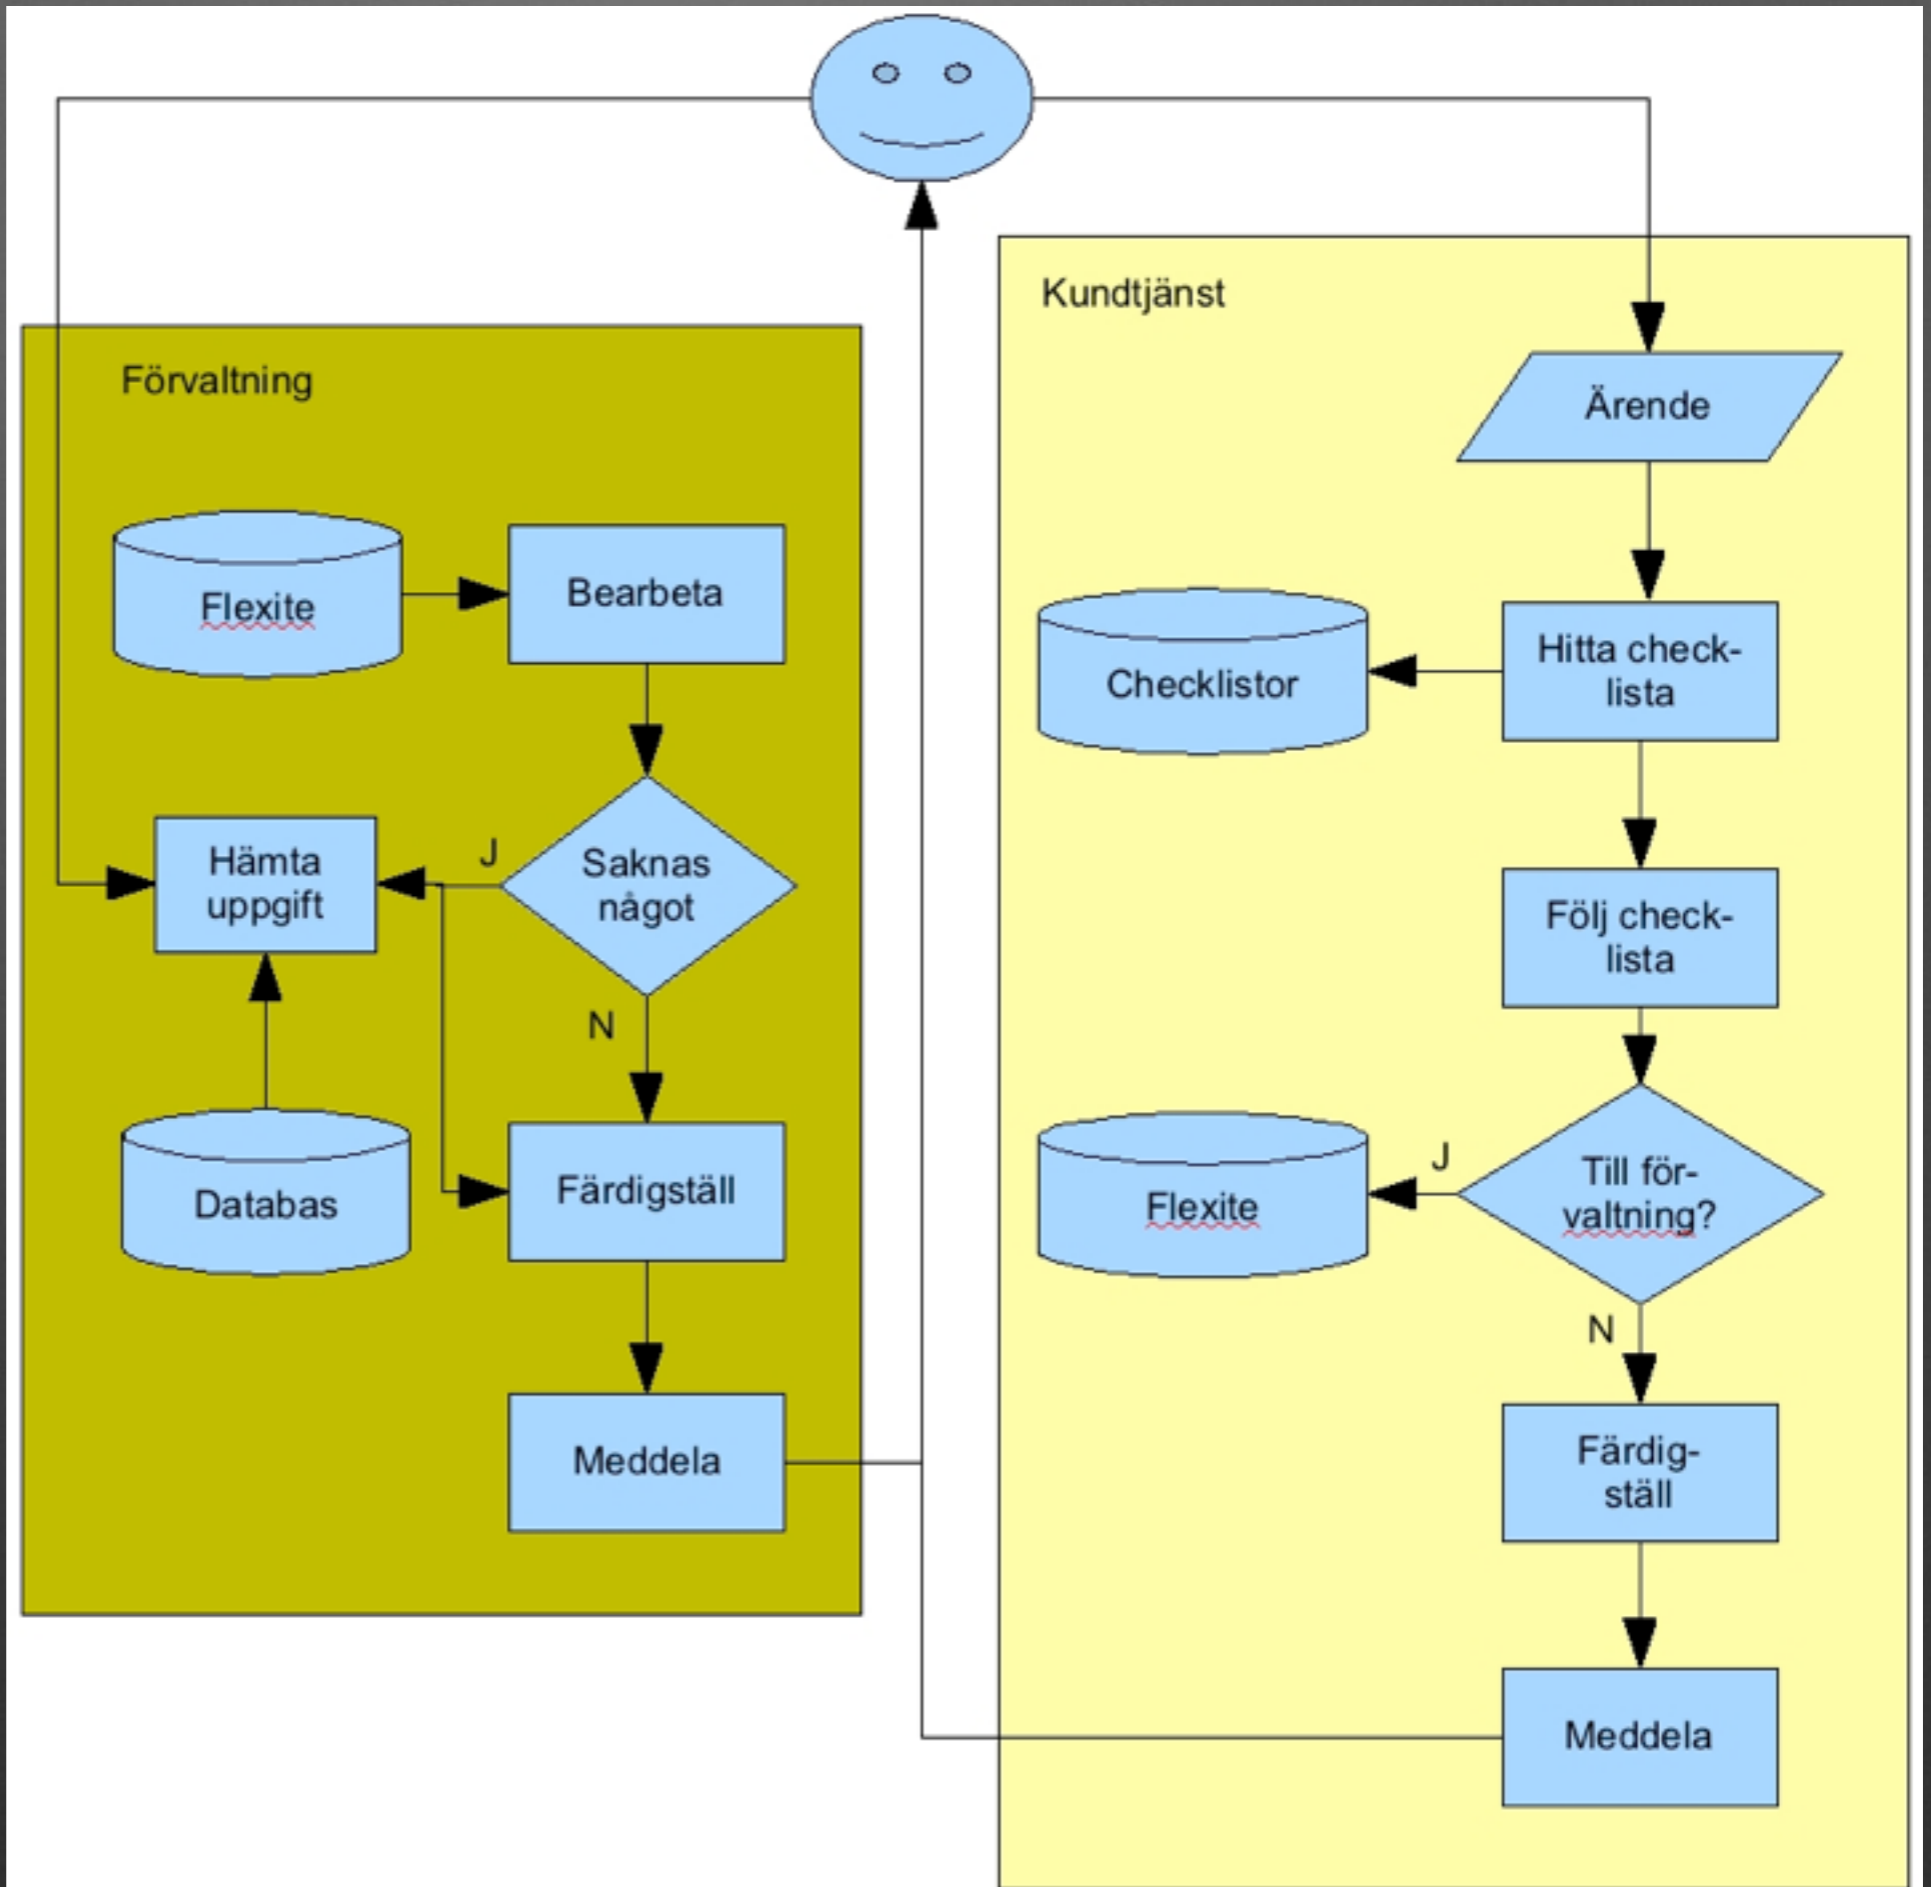 Kundtjänst
Ärende
Hitta check-
lista
Checklistor
Följ check-
lista
Till för-
valtning?
J
Flexite
N
Färdig-
ställ
Meddela
Förvaltning
Flexite
Bearbeta
Saknas
något
J
Hämta
uppgift
N
Databas
Färdigställ
Meddela